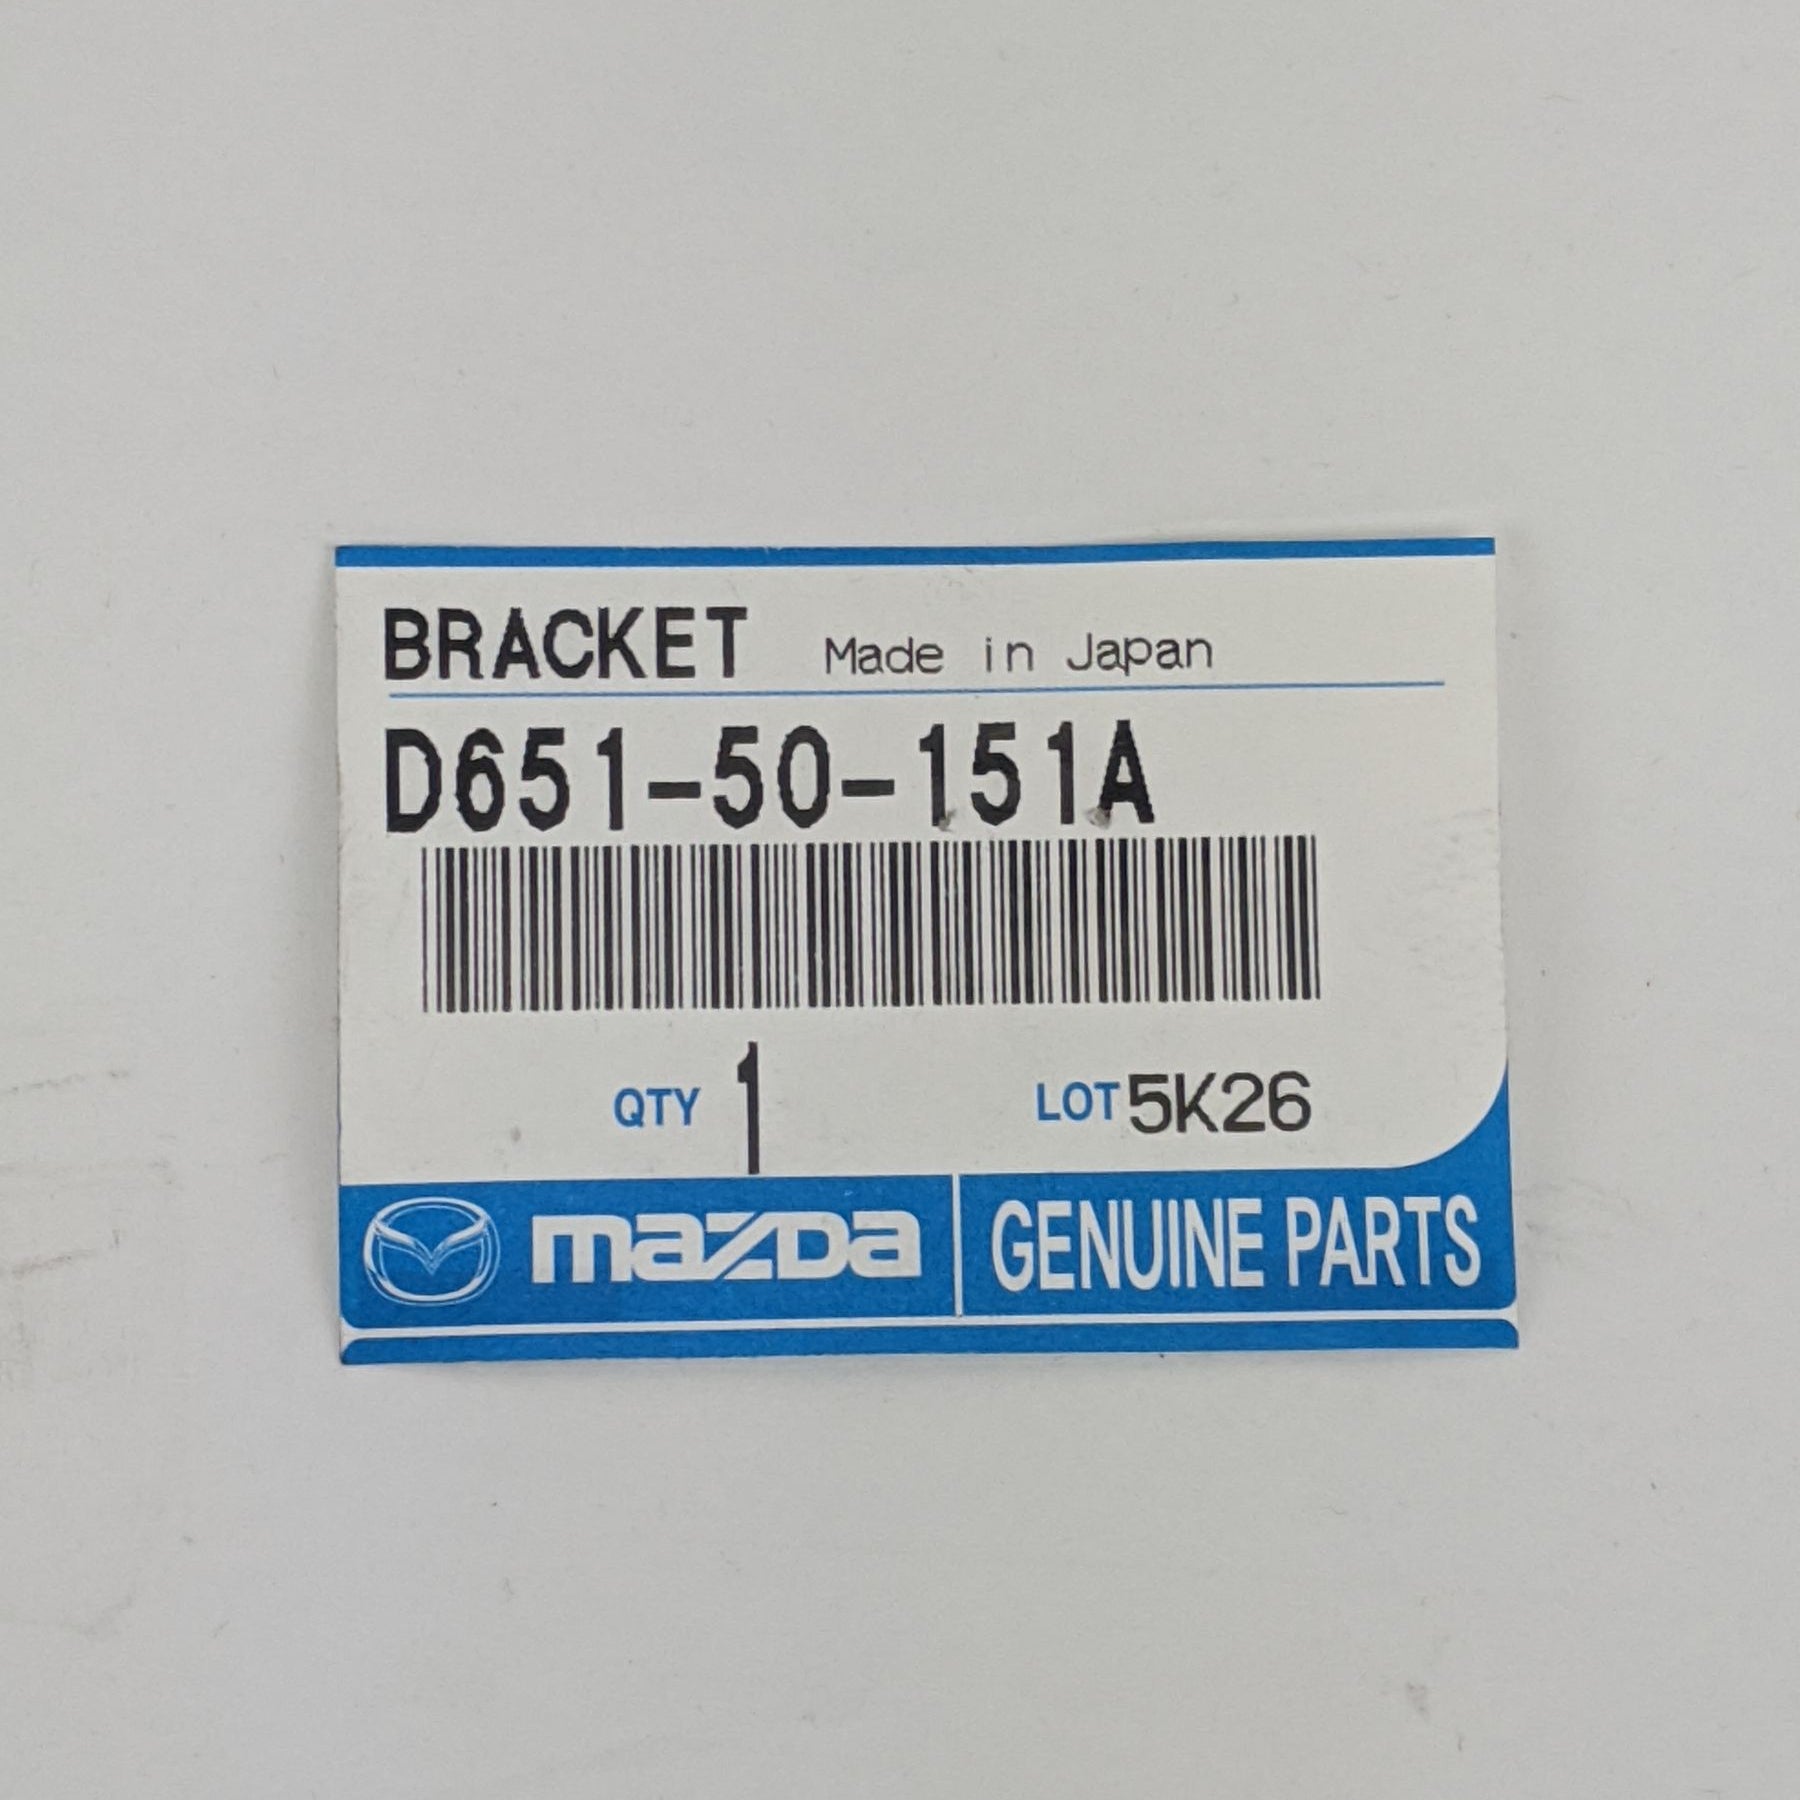 BRACKET Made in Japan
D651-50-151A
QTY 1 LOT 5K26
mazda GENUINE PARTS